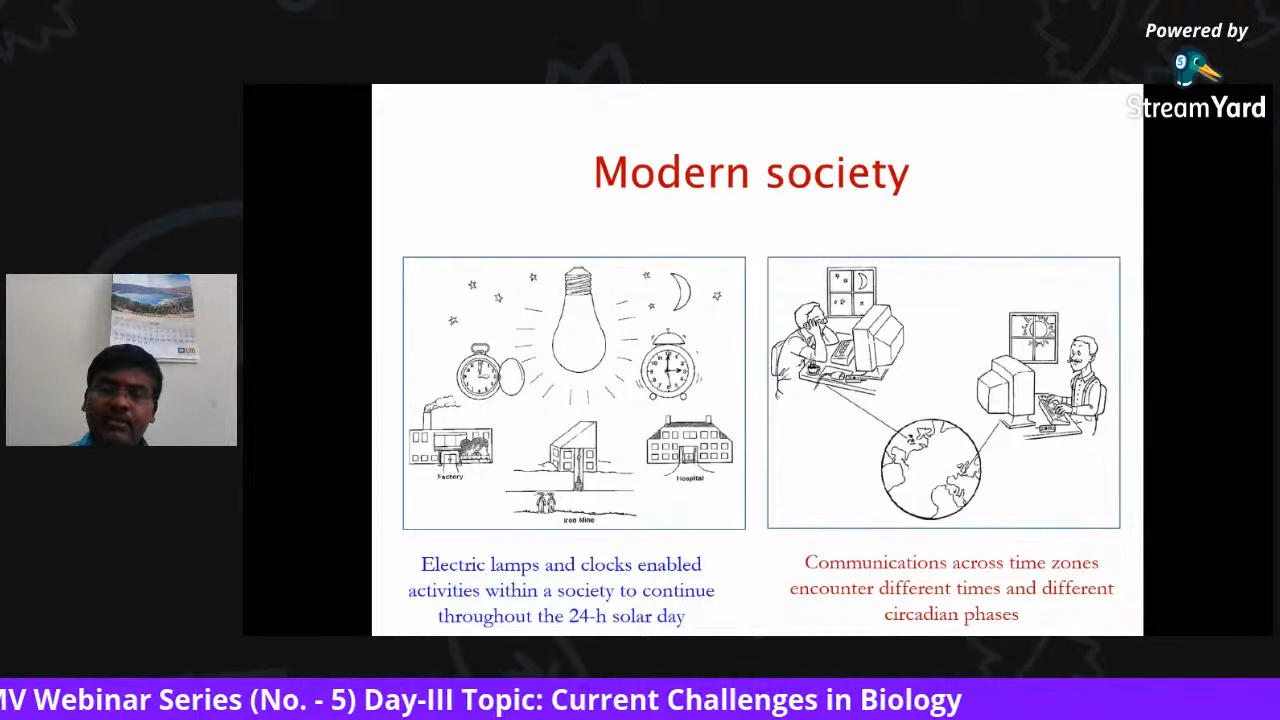 Powered by
StreamYard
Modern society
Factory
Iron Mine
Hospital
Electric lamps and clocks enabled
activities within a society to continue
throughout the 24-h solar day
Communications across time zones
encounter different times and different
circadian phases
MV Webinar Series (No. - 5) Day-III Topic: Current Challenges in Biology